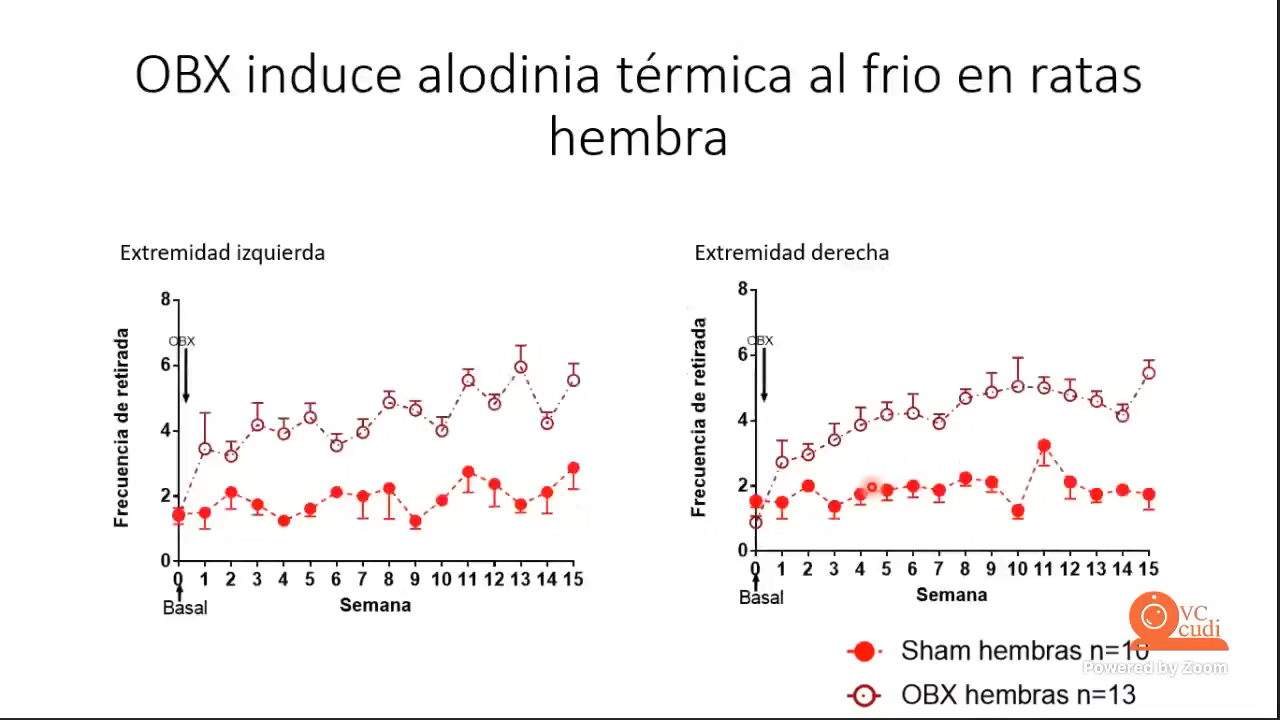 OBX induce alodinia térmica al frio en ratas
hembra
Extremidad izquierda
Frecuencia de retirada
8
6
4
2
0
OBX
0 1 2 3 4 5 6 7 8 9 10 11 12 13 14 15
Basal
Semana
Extremidad derecha
Frecuencia de retirada
8
6
4
2
0
OBX
0 1 2 3 4 5 6 7 8 9 10 11 12 13 14 15
Basal
Semana
Sham hembras n=10
OBX hembras n=13
VC
cudi
Powered by Zoom